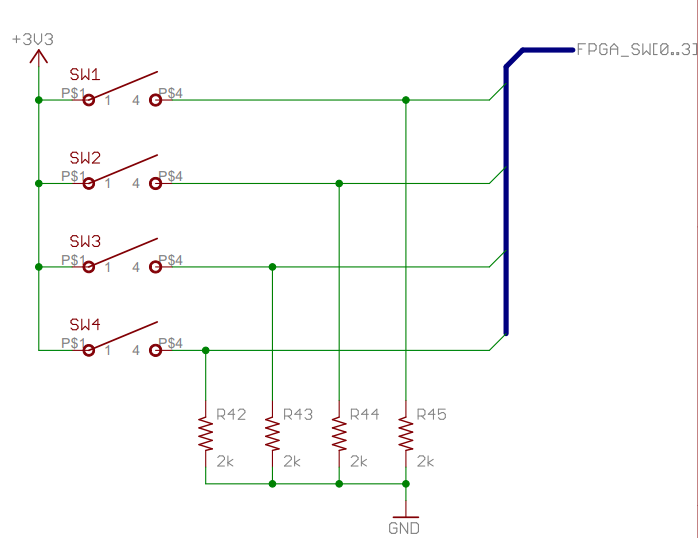 +3V3
FPGA_SW[0..3]
SW1
P$1 1 4 P$4
SW2
P$1 1 4 P$4
SW3
P$1 1 4 P$4
SW4
P$1 1 4 P$4
R42 R43 R44 R45
2k 2k 2k 2k
GND